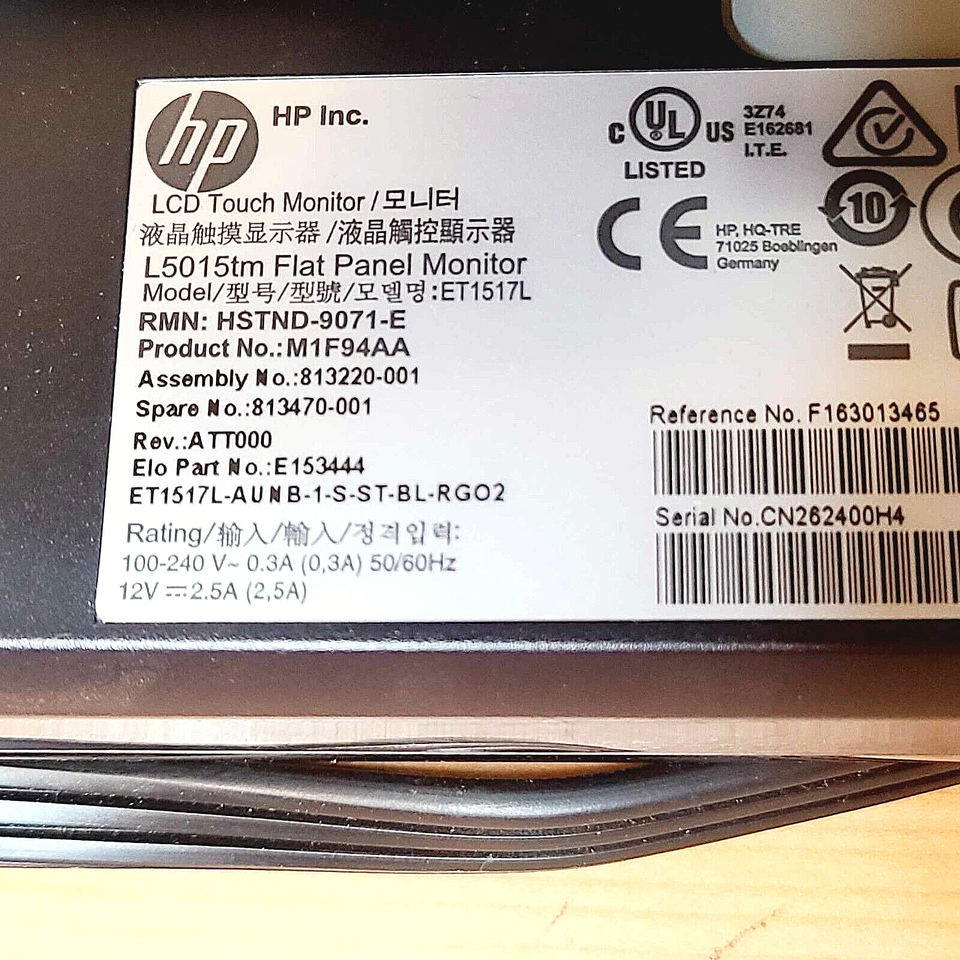 hp
HP Inc.
LCD Touch Monitor / 모니터
液晶触摸显示器 / 液晶觸控顯示器
L5015tm Flat Panel Monitor
Model/型号/型號/모델명:ET1517L
RMN: HSTND-9071-E
Product No.:M1F94AA
Assembly No.:813220-001
Spare No.:813470-001
Rev.:ATT000
Elo Part No.:E153444
ET1517L-AUNB-1-S-ST-BL-RGO2
Rating/输入/輸入/정격입력:
100-240 V~ 0.3A (0,3A) 50/60Hz
12V ⎓ 2.5A (2,5A)
C UL US
LISTED
3Z74
E162681
I.T.E.
CE
HP, HQ-TRE
71025 Boeblingen
Germany
10
Reference No. F163013465
Serial No.CN262400H4